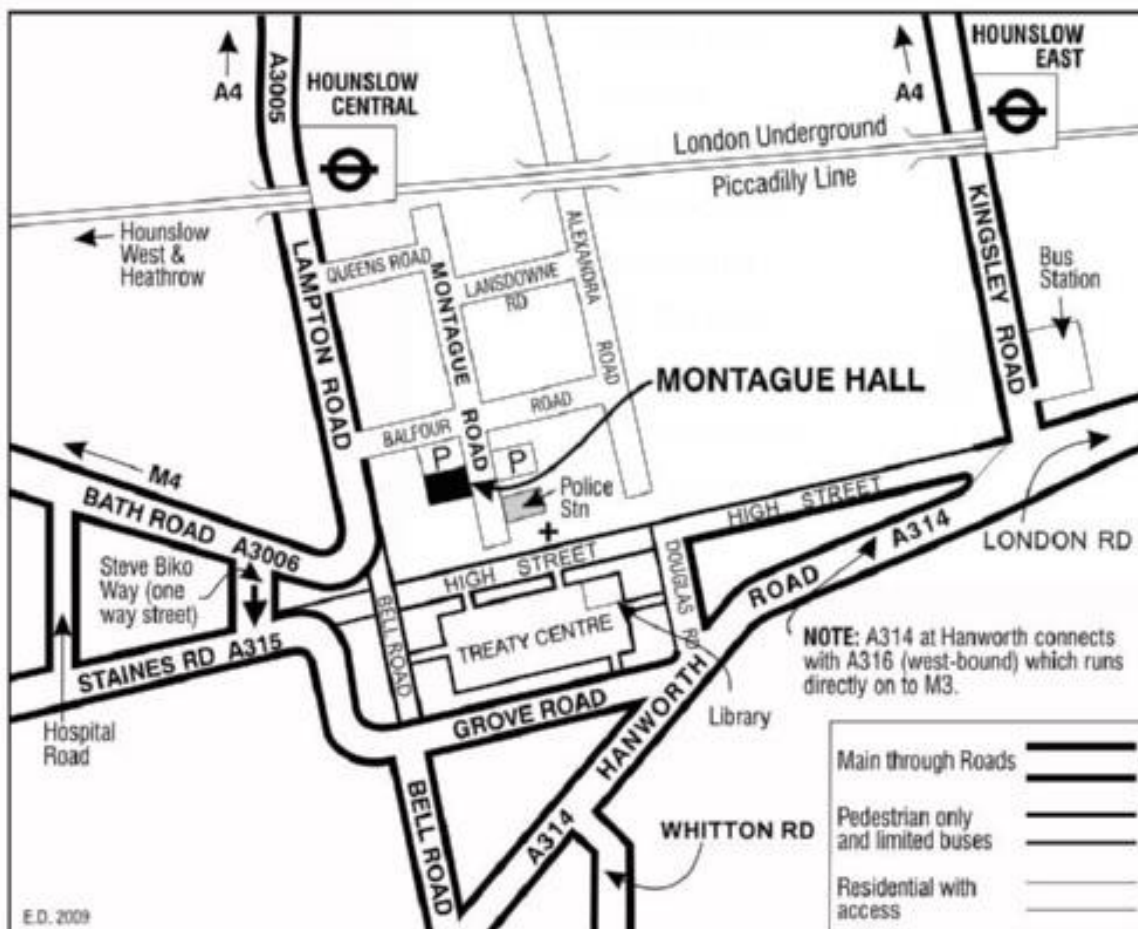 A4
A3005
HOUNSLOW
CENTRAL
A4
HOUNSLOW
EAST
London Underground
Piccadilly Line
Hounslow
West &
Heathrow
LAMPTON ROAD
QUEENS ROAD
MONTAGUE ROAD
LANSDOWNE
RD
ALEXANDRA ROAD
KINGSLEY ROAD
Bus
Station
MONTAGUE HALL
BALFOUR ROAD
P
P
Police
Stn
M4
BATH ROAD A3006
Steve Biko
Way (one
way street)
STAINES RD A315
Hospital
Road
HIGH STREET
HIGH STREET
BELL ROAD
TREATY CENTRE
DOUGLAS RD
A314
LONDON RD
NOTE: A314 at Hanworth connects
with A316 (west-bound) which runs
directly on to M3.
GROVE ROAD
Library
HANWORTH ROAD
BELL ROAD
A314
WHITTON RD
Main through Roads
Pedestrian only
and limited buses
Residential with
access
E.D. 2009